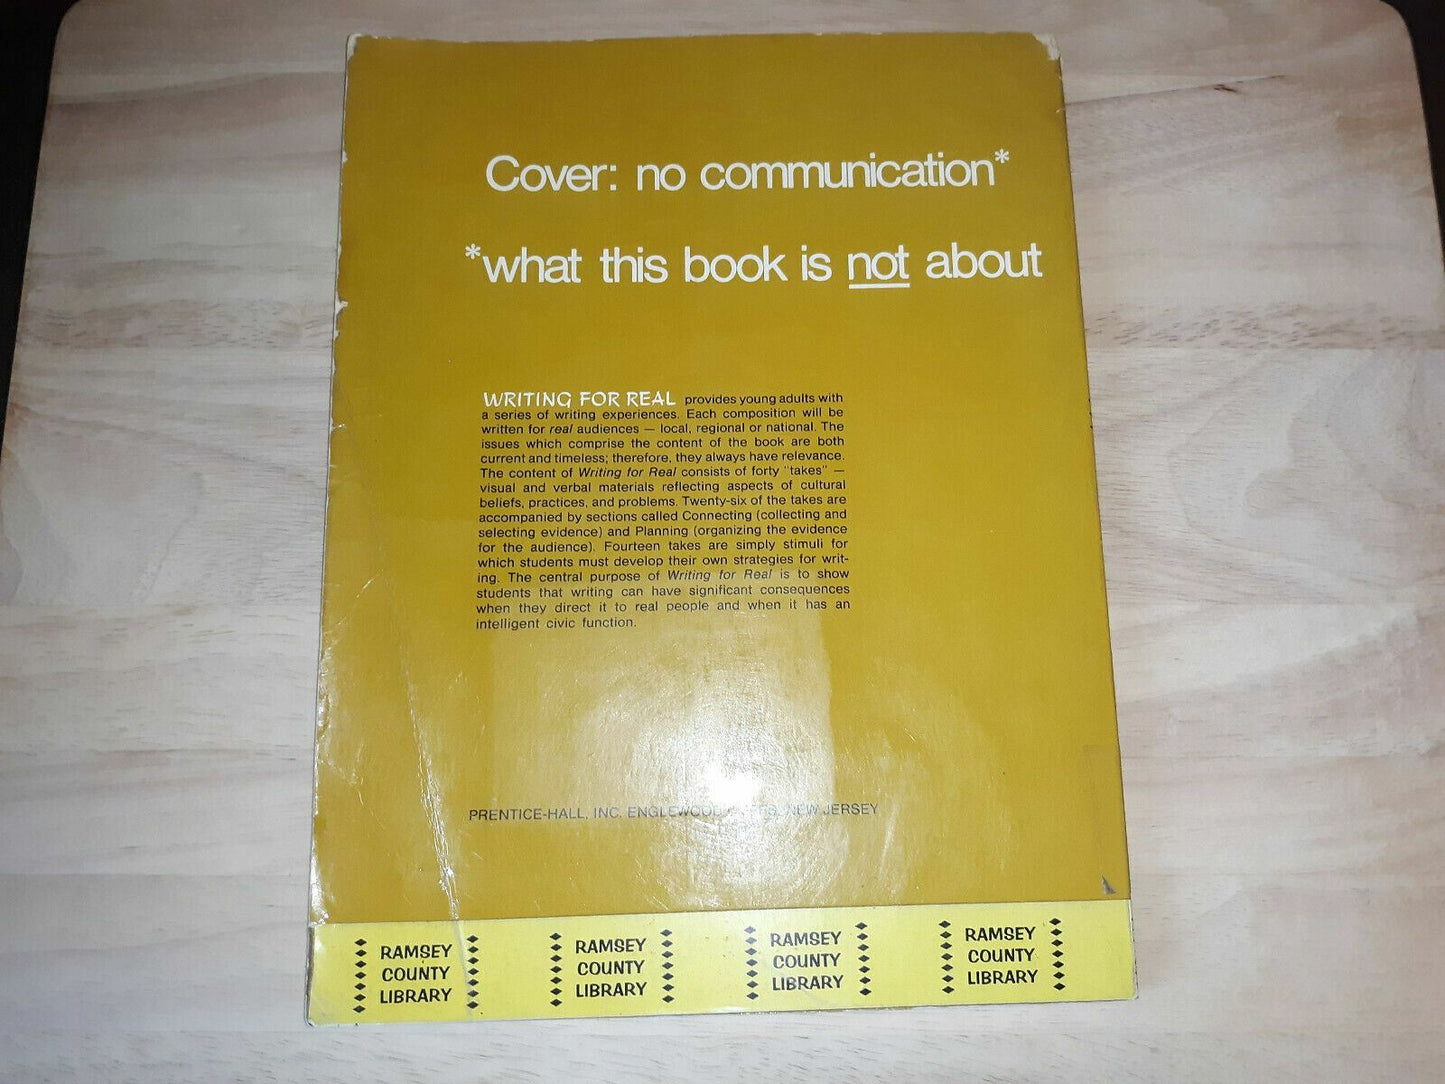 Cover: no communication*
*what this book is not about
WRITING FOR REAL provides young adults with
a series of writing experiences. Each composition will be
written for real audiences — local, regional or national. The
issues which comprise the content of the book are both
current and timeless; therefore, they always have relevance.
The content of Writing for Real consists of forty "takes" —
visual and verbal materials reflecting aspects of cultural
beliefs, practices, and problems. Twenty-six of the takes are
accompanied by sections called Connecting (collecting and
selecting evidence) and Planning (organizing the evidence
for the audience). Fourteen takes are simply stimuli for
which students must develop their own strategies for writ-
ing. The central purpose of Writing for Real is to show
students that writing can have significant consequences
when they direct it to real people and when it has an
intelligent civic function.
PRENTICE-HALL, INC. ENGLEWOOD NEW JERSEY
RAMSEY
COUNTY
LIBRARY
RAMSEY
COUNTY
LIBRARY
RAMSEY
COUNTY
LIBRARY
RAMSEY
COUNTY
LIBRARY